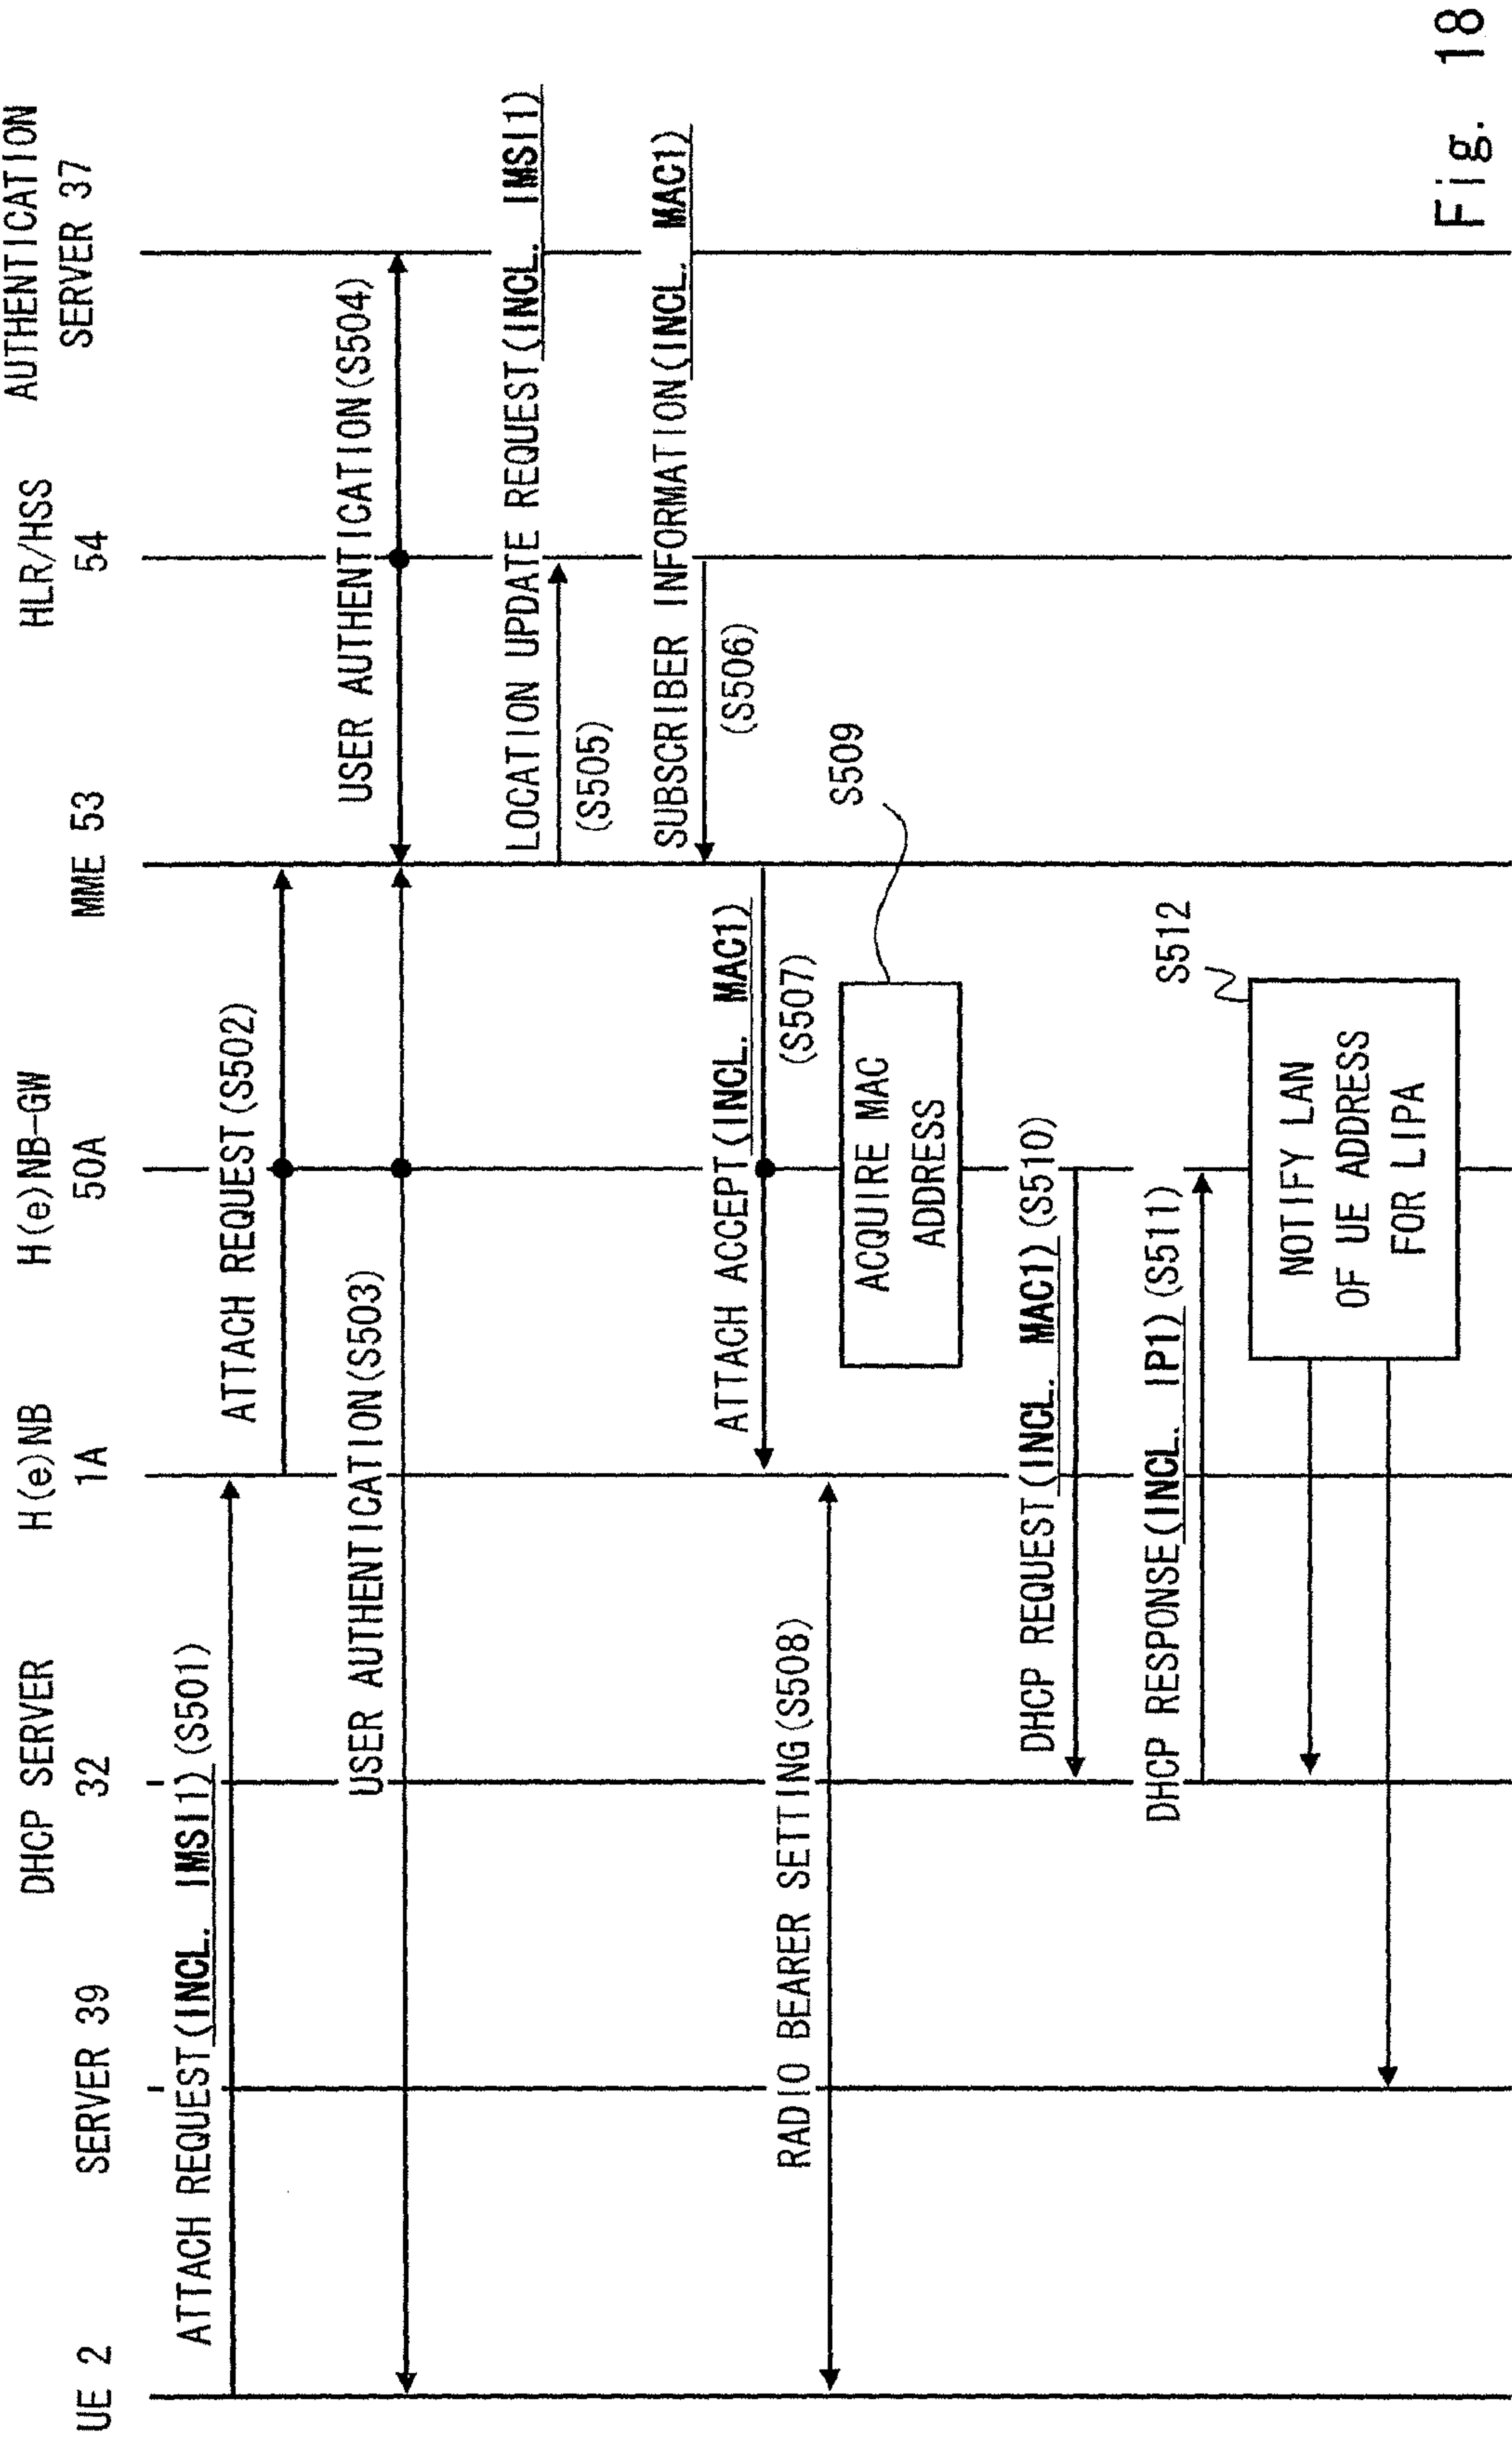 UE 2
SERVER 39
DHCP SERVER
32
H(e)NB
1A
H(e)NB-GW
50A
MME 53
HLR/HSS
54
AUTHENTICATION
SERVER 37
ATTACH REQUEST(INCL. IMSI1)(S501)
ATTACH REQUEST(S502)
USER AUTHENTICATION(S503)
USER AUTHENTICATION(S504)
LOCATION UPDATE REQUEST(INCL. IMSI1)
(S505)
SUBSCRIBER INFORMATION(INCL. MAC1)
(S506)
ATTACH ACCEPT(INCL. MAC1)
(S507)
RADIO BEARER SETTING(S508)
S509
ACQUIRE MAC
ADDRESS
DHCP REQUEST(INCL. MAC1)(S510)
DHCP RESPONSE(INCL. IP1)(S511)
S512
NOTIFY LAN
OF UE ADDRESS
FOR LIPA
Fig. 18